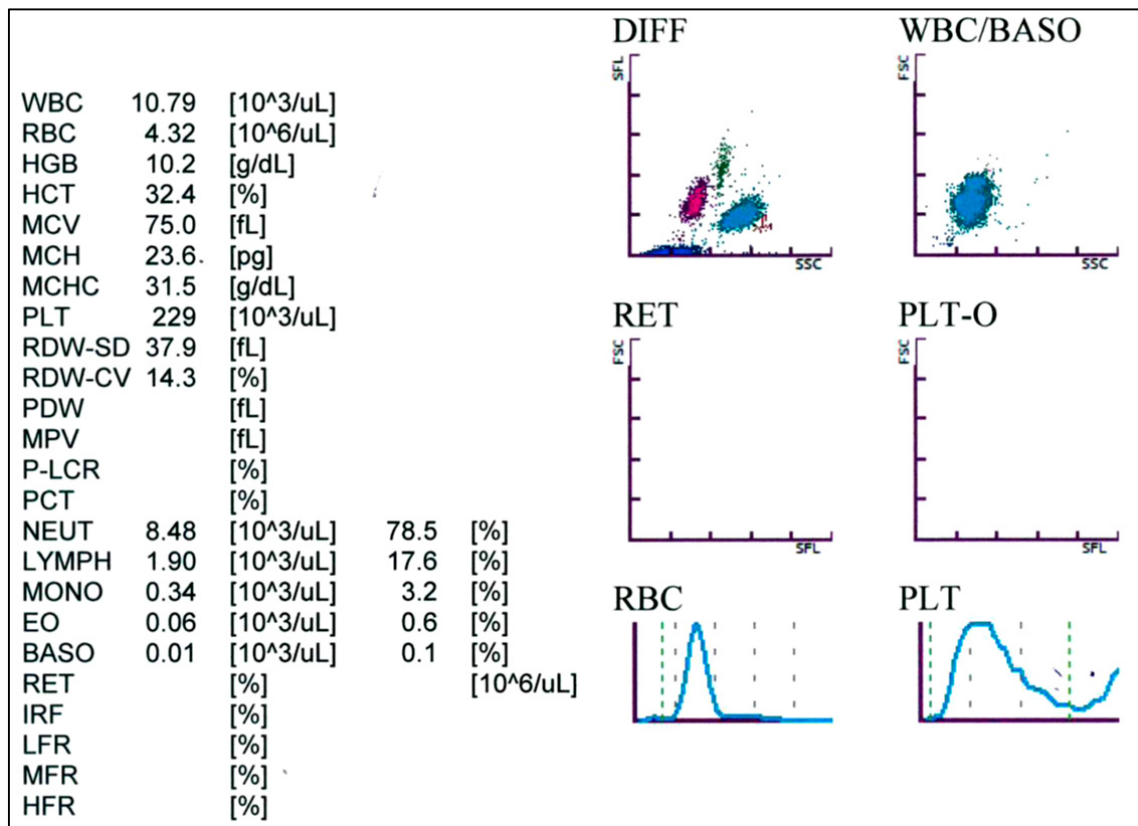 WBC 10.79 [10^3/uL]
RBC 4.32 [10^6/uL]
HGB 10.2 [g/dL]
HCT 32.4 [%]
MCV 75.0 [fL]
MCH 23.6 [pg]
MCHC 31.5 [g/dL]
PLT 229 [10^3/uL]
RDW-SD 37.9 [fL]
RDW-CV 14.3 [%]
PDW [fL]
MPV [fL]
P-LCR [%]
PCT [%]
NEUT 8.48 [10^3/uL] 78.5 [%]
LYMPH 1.90 [10^3/uL] 17.6 [%]
MONO 0.34 [10^3/uL] 3.2 [%]
EO 0.06 [10^3/uL] 0.6 [%]
BASO 0.01 [10^3/uL] 0.1 [%]
RET [%] [10^6/uL]
IRF [%]
LFR [%]
MFR [%]
HFR [%]
DIFF
SFL
SSC
WBC/BASO
FSC
SSC
RET
FSC
SFL
PLT-O
FSC
SFL
RBC
PLT